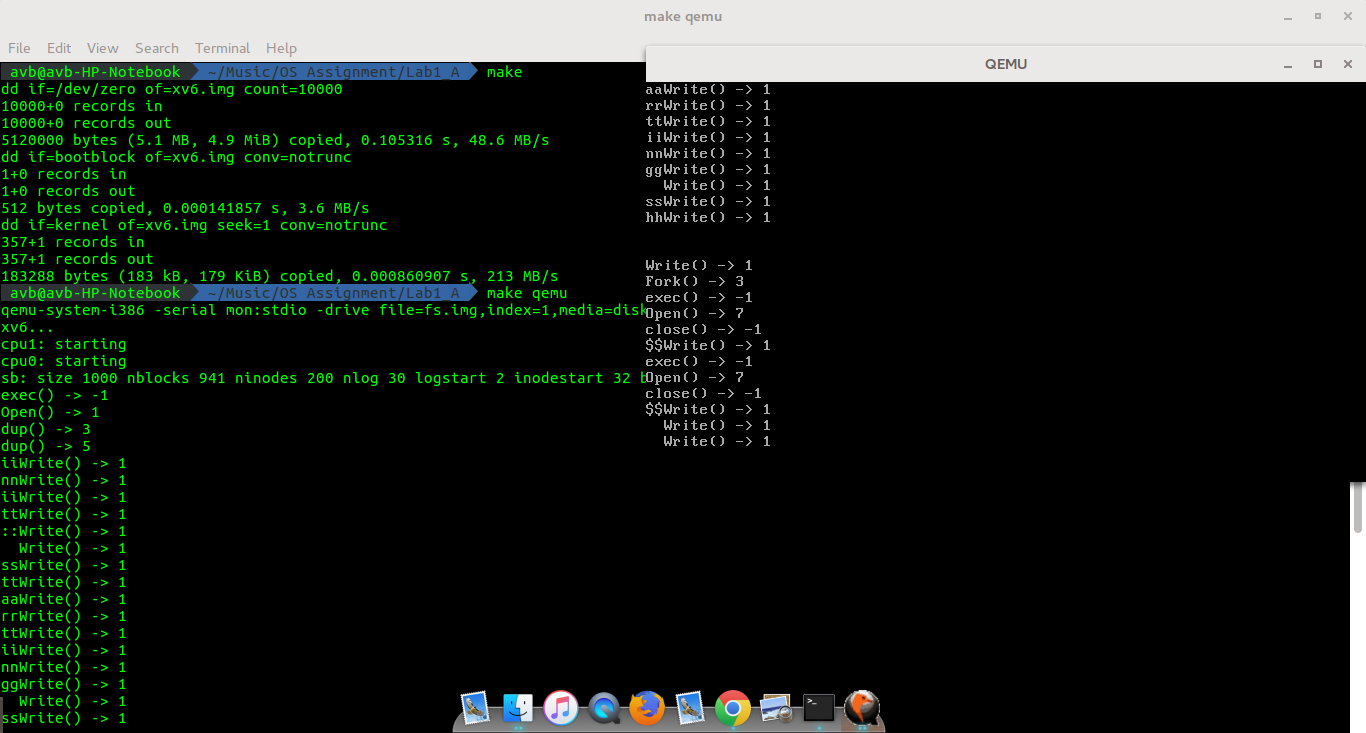 make qemu
File Edit View Search Terminal Help
avb@avb-HP-Notebook ~/Music/OS Assignment/Lab1_A make
dd if=/dev/zero of=xv6.img count=10000
10000+0 records in
10000+0 records out
5120000 bytes (5.1 MB, 4.9 MiB) copied, 0.105316 s, 48.6 MB/s
dd if=bootblock of=xv6.img conv=notrunc
1+0 records in
1+0 records out
512 bytes copied, 0.000141857 s, 3.6 MB/s
dd if=kernel of=xv6.img seek=1 conv=notrunc
357+1 records in
357+1 records out
183288 bytes (183 kB, 179 KiB) copied, 0.000860907 s, 213 MB/s
avb@avb-HP-Notebook ~/Music/OS Assignment/Lab1_A make qemu
qemu-system-i386 -serial mon:stdio -drive file=fs.img,index=1,media=disk
xv6...
cpu1: starting
cpu0: starting
sb: size 1000 nblocks 941 ninodes 200 nlog 30 logstart 2 inodestart 32 b
exec() -> -1
Open() -> 1
dup() -> 3
dup() -> 5
iiWrite() -> 1
nnWrite() -> 1
iiWrite() -> 1
ttWrite() -> 1
::Write() -> 1
  Write() -> 1
ssWrite() -> 1
ttWrite() -> 1
aaWrite() -> 1
rrWrite() -> 1
ttWrite() -> 1
iiWrite() -> 1
nnWrite() -> 1
ggWrite() -> 1
  Write() -> 1
ssWrite() -> 1
QEMU
aaWrite() -> 1
rrWrite() -> 1
ttWrite() -> 1
iiWrite() -> 1
nnWrite() -> 1
ggWrite() -> 1
  Write() -> 1
ssWrite() -> 1
hhWrite() -> 1
Write() -> 1
Fork() -> 3
exec() -> -1
Open() -> 7
close() -> -1
$$Write() -> 1
exec() -> -1
Open() -> 7
close() -> -1
$$Write() -> 1
  Write() -> 1
  Write() -> 1
>_